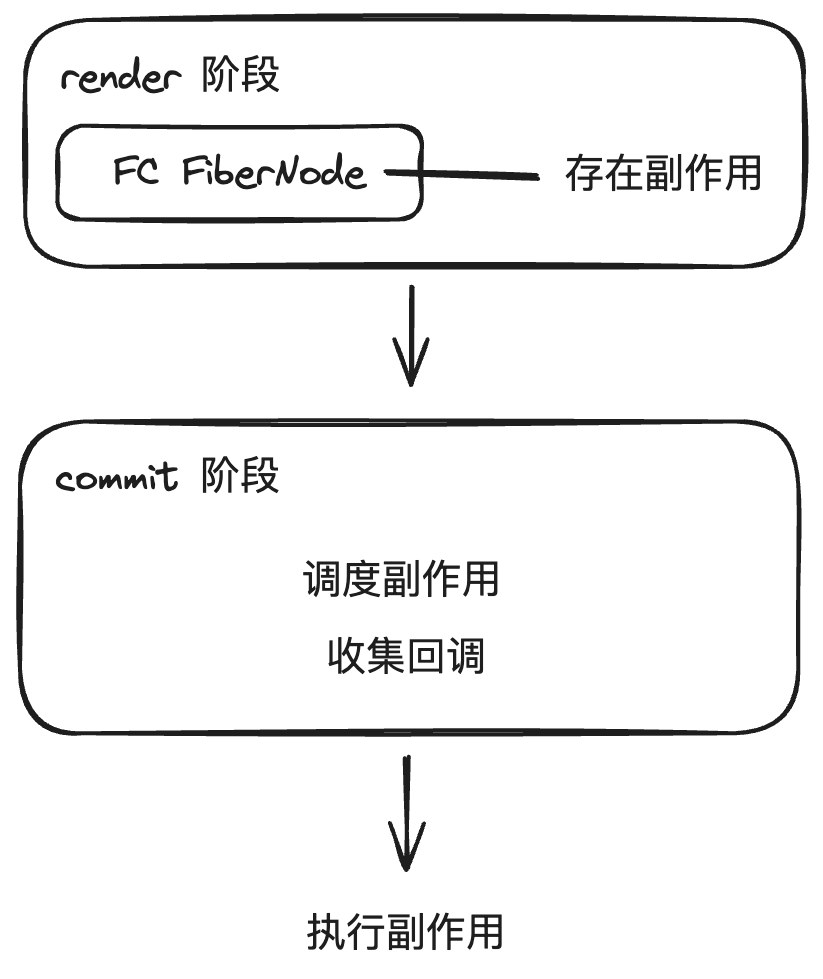 render 阶段
FC FiberNode 存在副作用
commit 阶段
调度副作用
收集回调
执行副作用